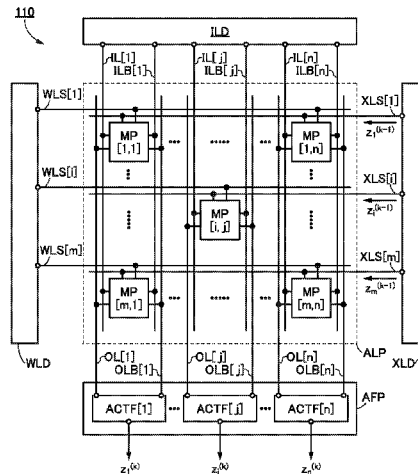 110
ILD
IL[1] IL[j] IL[n]
ILB[1] ILB[j] ILB[n]
WLS[1] XLS[1]
MP [1,1] ... ...... ... MP [1,n]
z1(k-1)
WLS[i] XLS[i]
MP [i,j]
zi(k-1)
WLS[m] XLS[m]
MP [m,1] ... ...... ... MP [m,n]
zm(k-1)
ALP
WLD XLD
OL[1] OL[j] OL[n]
OLB[1] OLB[j] OLB[n]
AFP
ACTF[1] ... ACTF[j] ... ACTF[n]
z1(k) zj(k) zn(k)